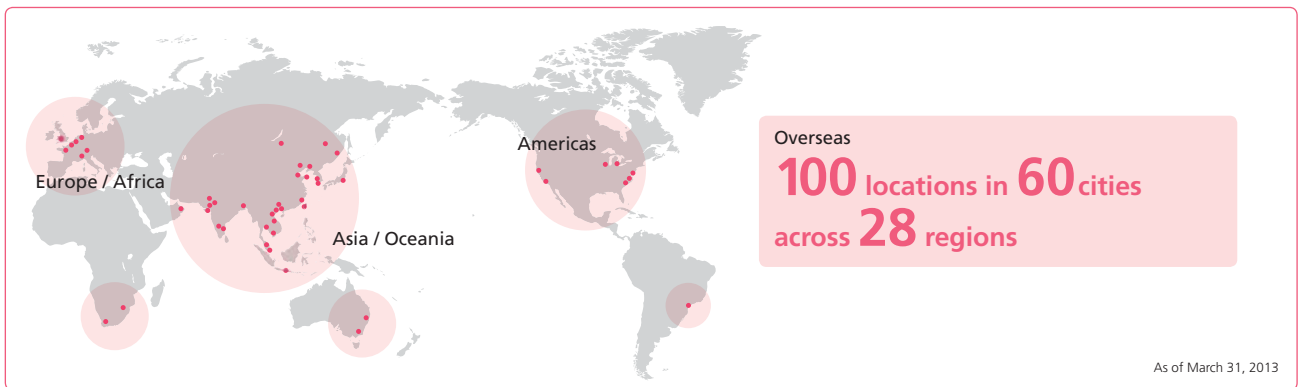 Europe / Africa
Asia / Oceania
Americas
Overseas
100 locations in 60 cities
across 28 regions
As of March 31, 2013